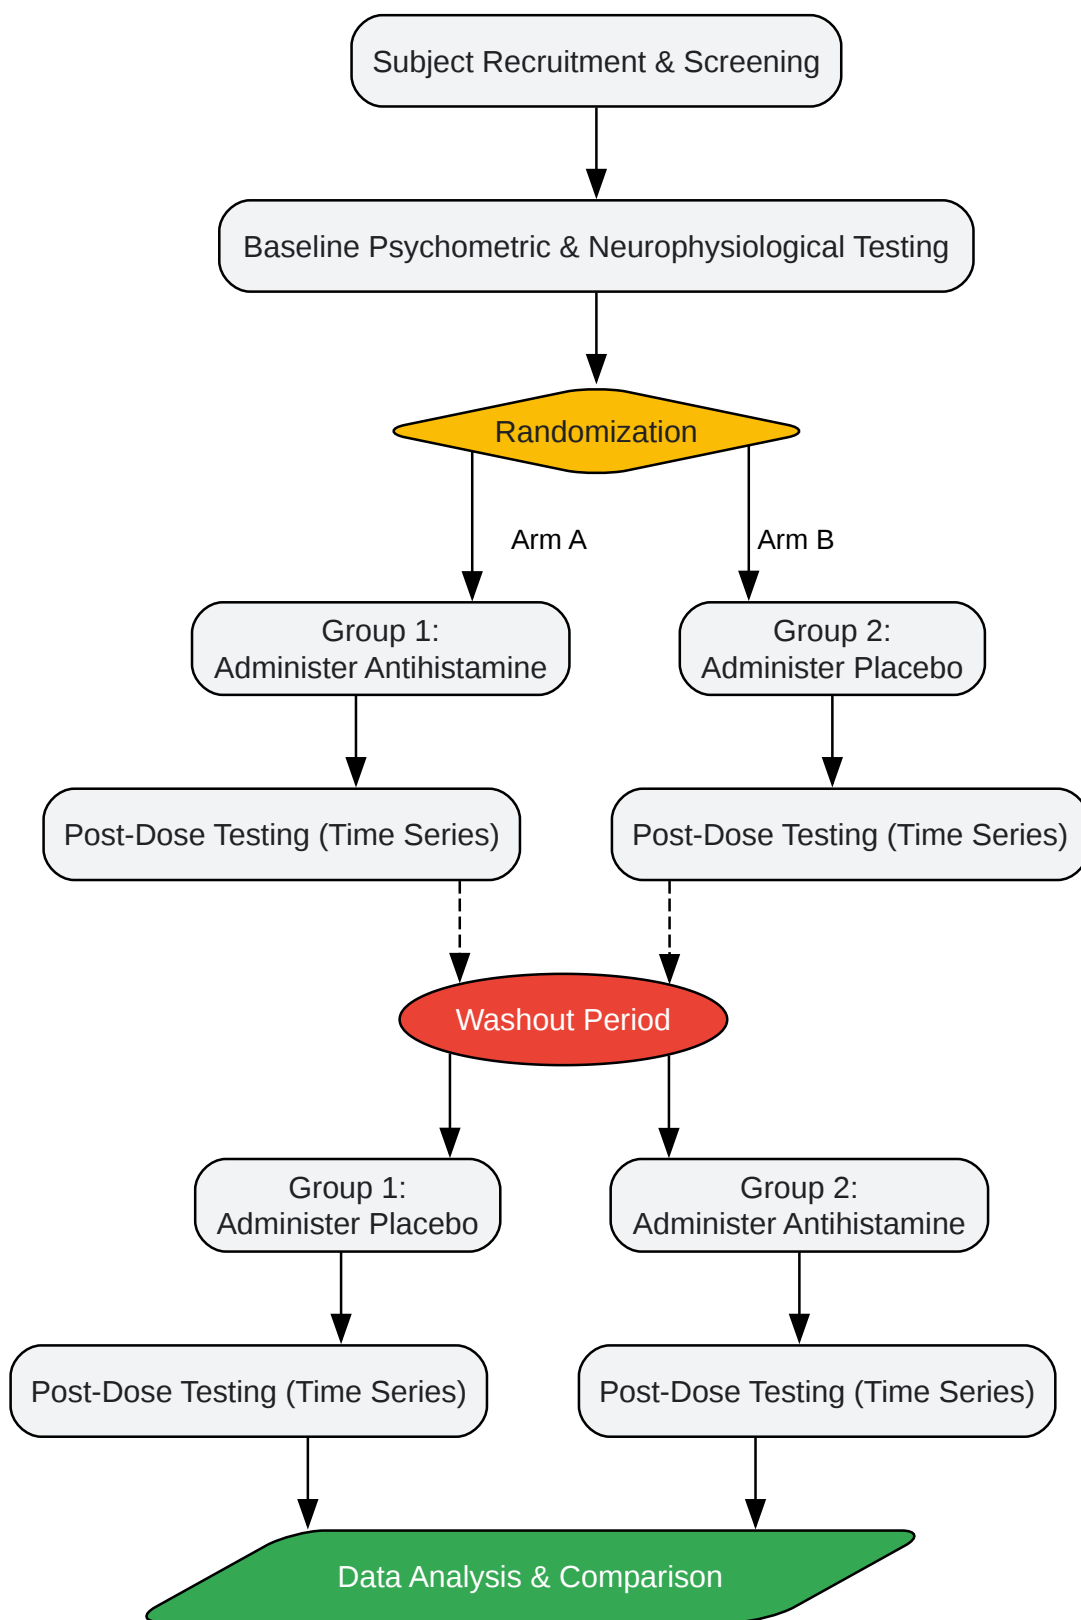 Subject Recruitment & Screening
Baseline Psychometric & Neurophysiological Testing
Randomization
Arm A
Arm B
Group 1:
Administer Antihistamine
Group 2:
Administer Placebo
Post-Dose Testing (Time Series)
Post-Dose Testing (Time Series)
Washout Period
Group 1:
Administer Placebo
Group 2:
Administer Antihistamine
Post-Dose Testing (Time Series)
Post-Dose Testing (Time Series)
Data Analysis & Comparison